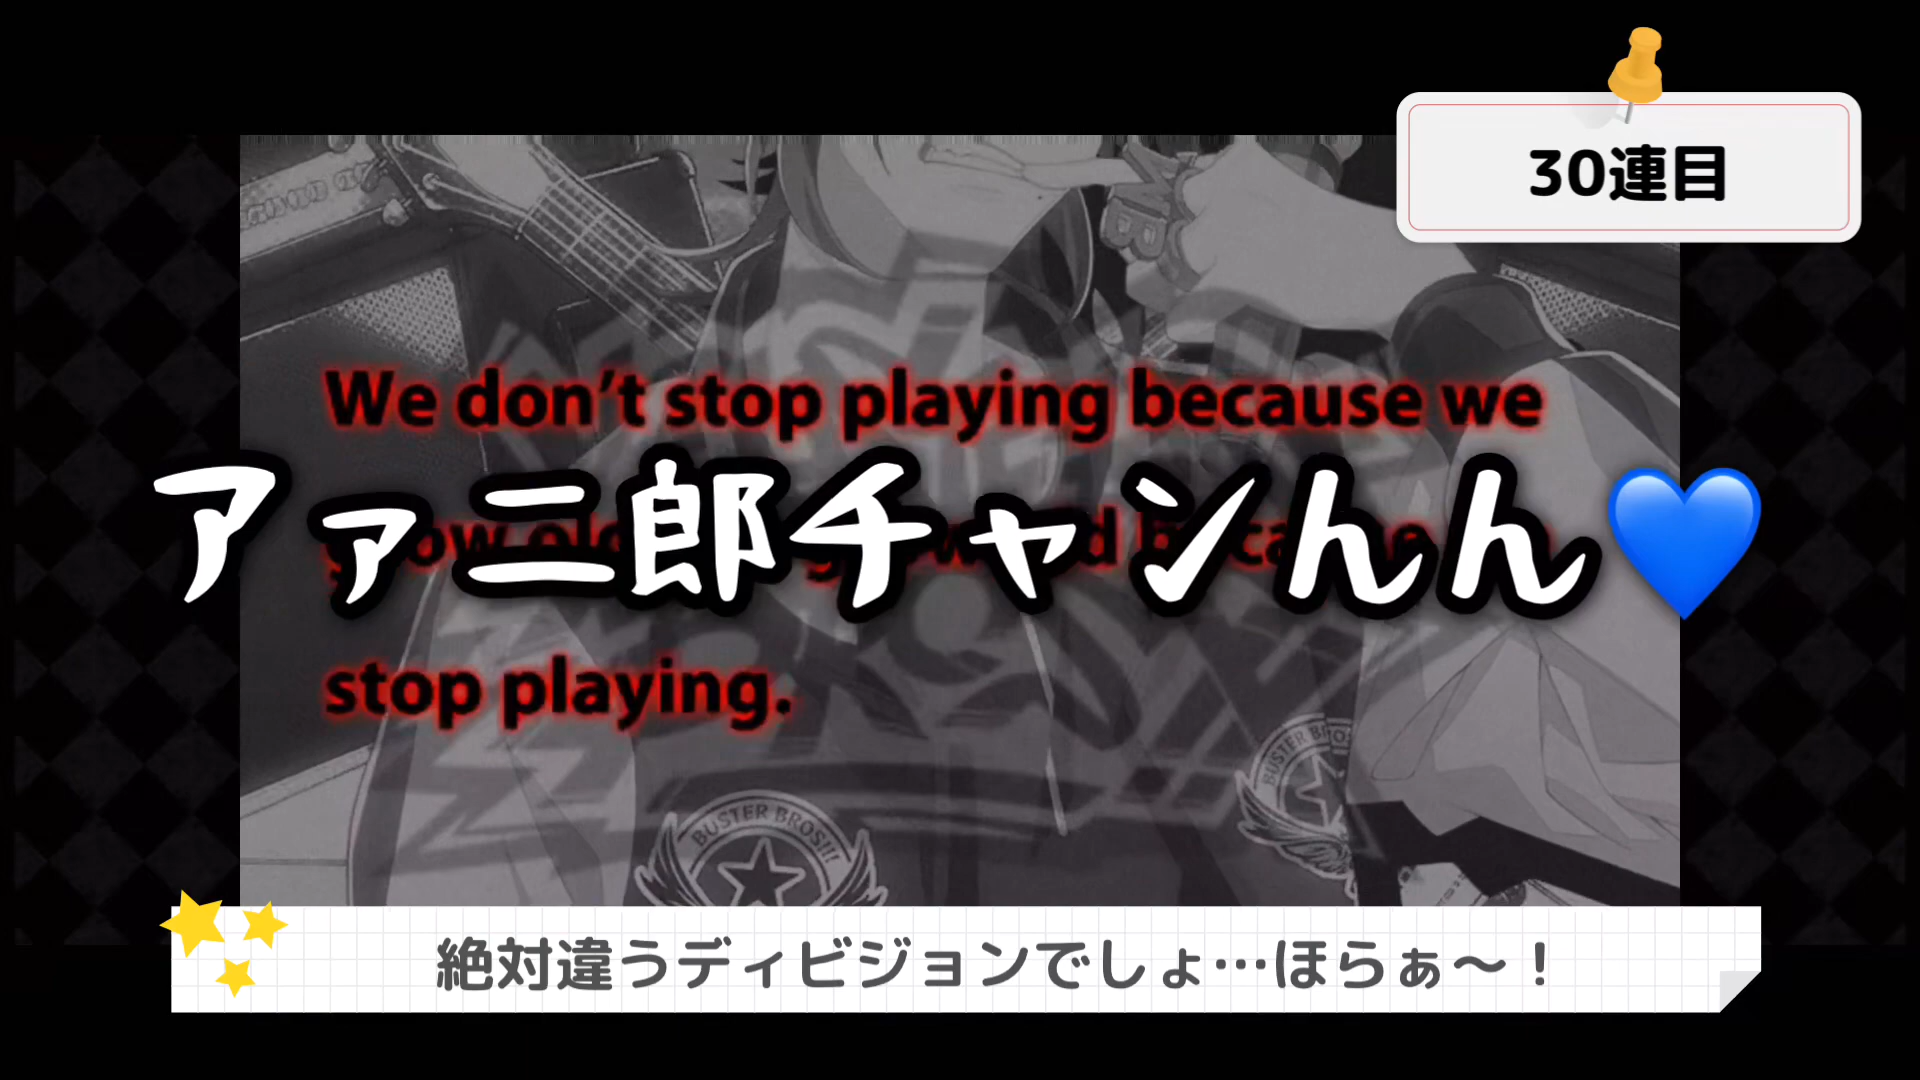 30連目
We don't stop playing because we
アァ二郎チャンんん💙
stop playing.
BUSTER BROS!!!
絶対違うディビジョンでしょ…ほらぁ〜！